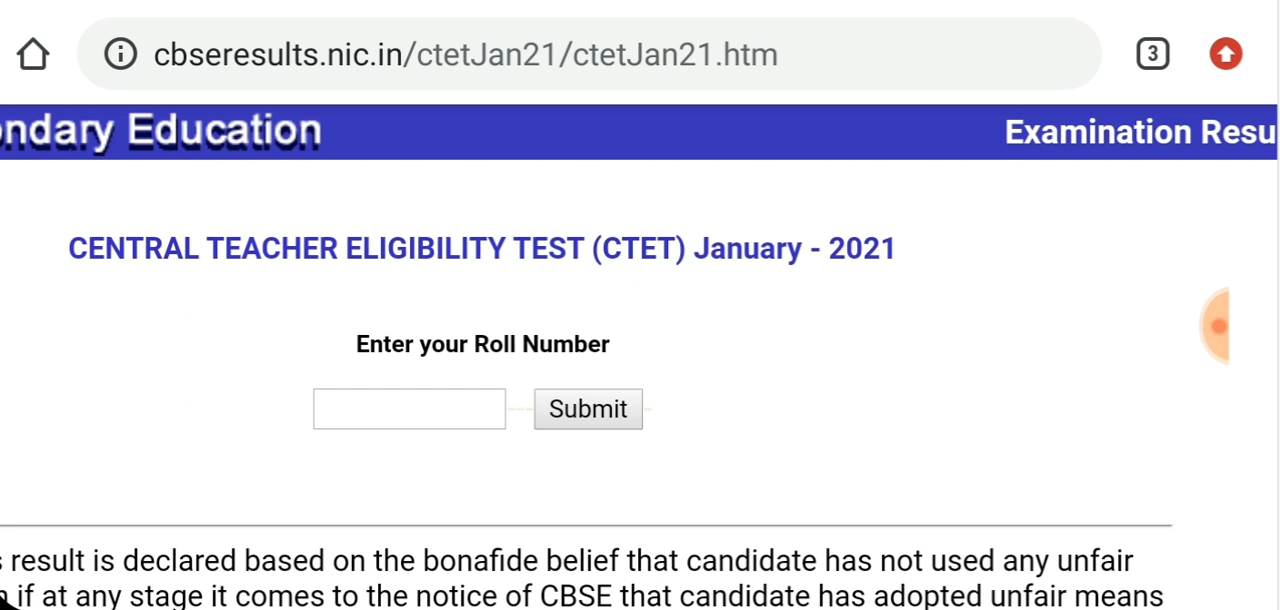 cbseresults.nic.in/ctetJan21/ctetJan21.htm
3
Education
Examination
CENTRAL TEACHER ELIGIBILITY TEST (CTET) January - 2021
Enter your Roll Number
Submit
result is declared based on the bonafide belief that candidate has not used any unfair
if at any stage it comes to the notice of CBSE that candidate has adopted unfair means